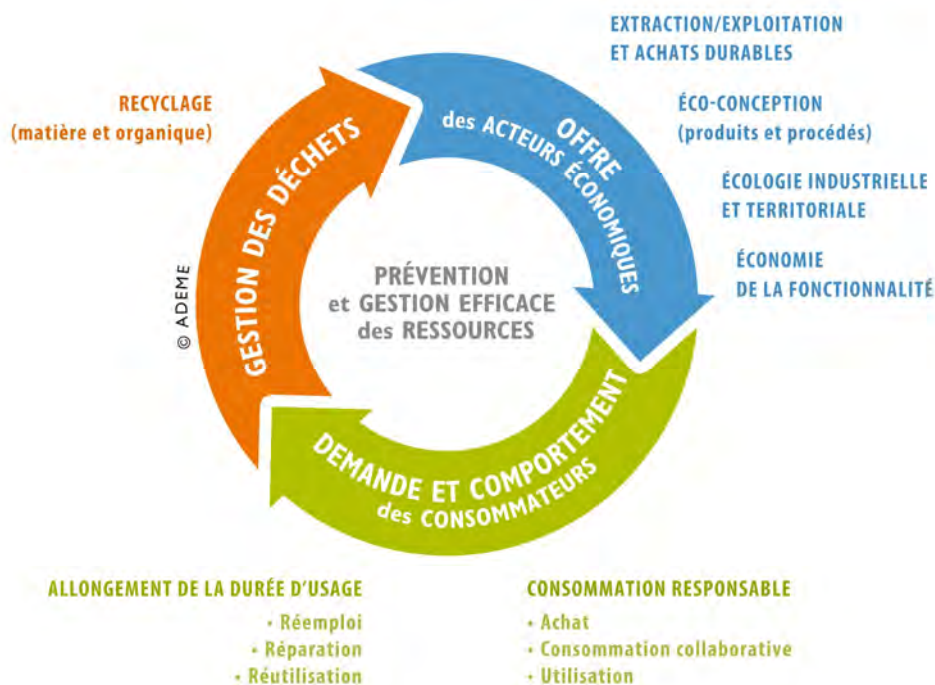 EXTRACTION/EXPLOITATION
ET ACHATS DURABLES
RECYCLAGE
(matière et organique)
ÉCO-CONCEPTION
(produits et procédés)
ÉCOLOGIE INDUSTRIELLE
ET TERRITORIALE
ÉCONOMIE
DE LA FONCTIONNALITÉ
OFFRE
des ACTEURS ÉCONOMIQUES
GESTION DES DÉCHETS
PRÉVENTION
et GESTION EFFICACE
des RESSOURCES
© ADEME
DEMANDE ET COMPORTEMENT
des CONSOMMATEURS
ALLONGEMENT DE LA DURÉE D'USAGE
• Réemploi
• Réparation
• Réutilisation
CONSOMMATION RESPONSABLE
• Achat
• Consommation collaborative
• Utilisation